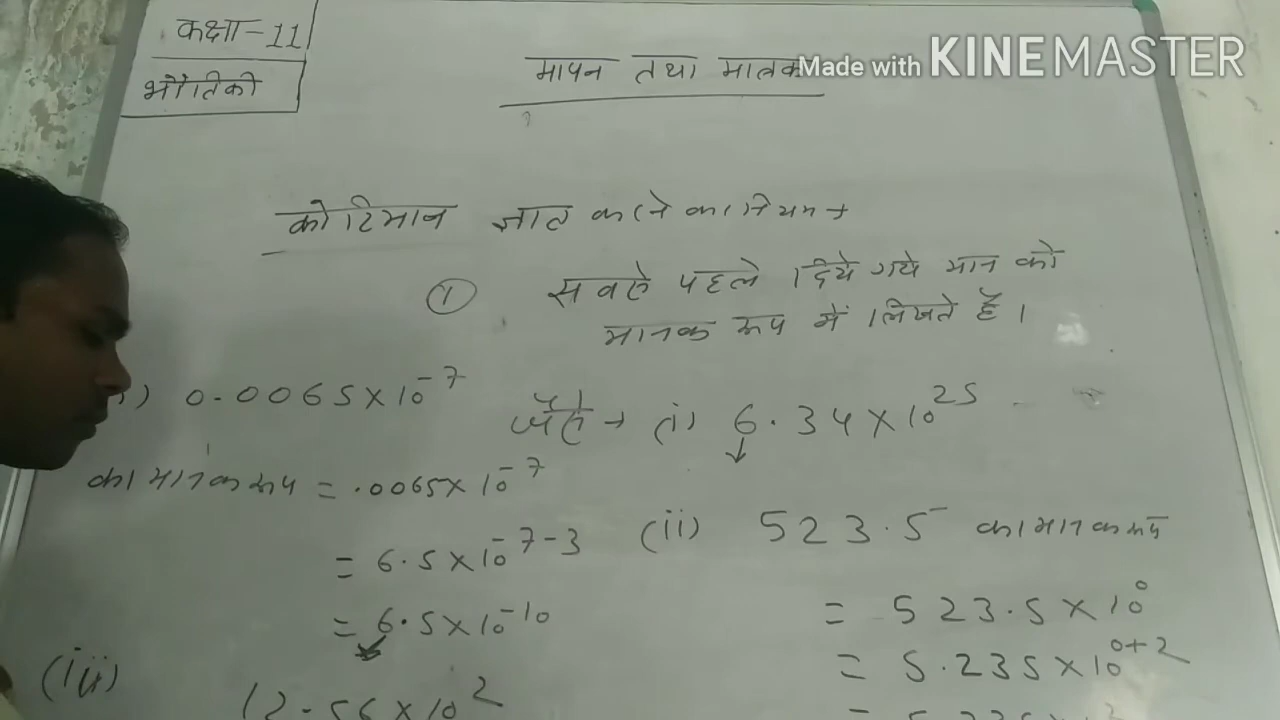 कक्षा-11
भौतिकी
मापन तथा मात्रक
Made with KINEMASTER
कोटिमान ज्ञात करने का नियम →
① सबसे पहले दिये गये मान को
मानक रूप में लिखते हैं।
जैसे → (i) 6.34×10²⁵
(ii) 523.5 का मानक रूप
= 523.5×10⁰
= 5.235×10⁰⁺²
) 0.0065×10⁻⁷
का मानक रूप = .0065×10⁻⁷
= 6.5×10⁻⁷⁻³
= 6.5×10⁻¹⁰
(iii)
12.56×10²